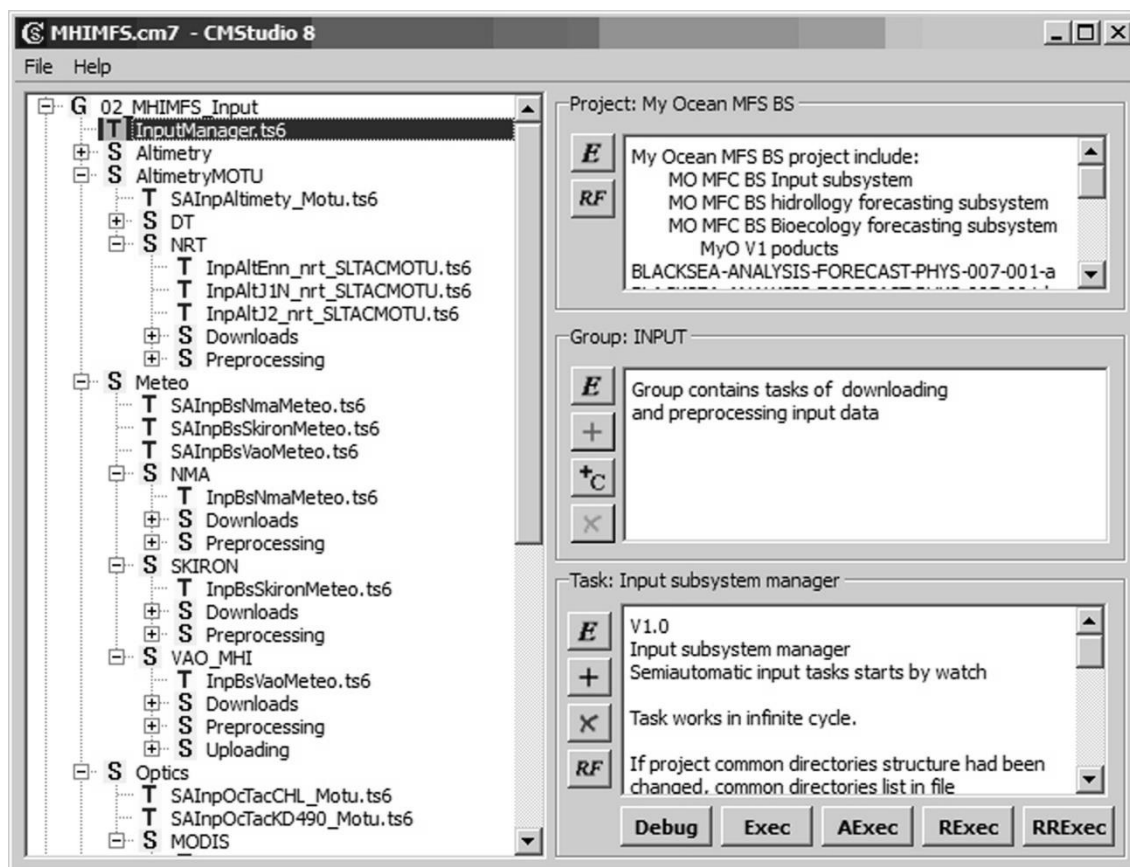 MHIMFS.cm7 - CMStudio 8
File Help
G 02_MHIMFS_Input
T InputManager.ts6
S Altimetry
S AltimetryMOTU
T SAInpAltimety_Motu.ts6
S DT
S NRT
T InpAltEnn_nrt_SLTACMOTU.ts6
T InpAltJ1N_nrt_SLTACMOTU.ts6
T InpAltJ2_nrt_SLTACMOTU.ts6
S Downloads
S Preprocessing
S Meteo
T SAInpBsNmaMeteo.ts6
T SAInpBsSkironMeteo.ts6
T SAInpBsVaoMeteo.ts6
S NMA
T InpBsNmaMeteo.ts6
S Downloads
S Preprocessing
S SKIRON
T InpBsSkironMeteo.ts6
S Downloads
S Preprocessing
S VAO_MHI
T InpBsVaoMeteo.ts6
S Downloads
S Preprocessing
S Uploading
S Optics
T SAInpOcTacCHL_Motu.ts6
T SAInpOcTacKD490_Motu.ts6
S MODIS
Project: My Ocean MFS BS
E
RF
My Ocean MFS BS project include:
MO MFC BS Input subsystem
MO MFC BS hidrollogy forecasting subsystem
MO MFC BS Bioecology forecasting subsystem
MyO V1 poducts
BLACKSEA-ANALYSIS-FORECAST-PHYS-007-001-a
Group: INPUT
E
+
+C
×
Group contains tasks of downloading
and preprocessing input data
Task: Input subsystem manager
E
+
×
RF
V1.0
Input subsystem manager
Semiautomatic input tasks starts by watch
Task works in infinite cycle.
If project common directories structure had been
changed, common directories list in file
Debug Exec AExec RExec RRExec